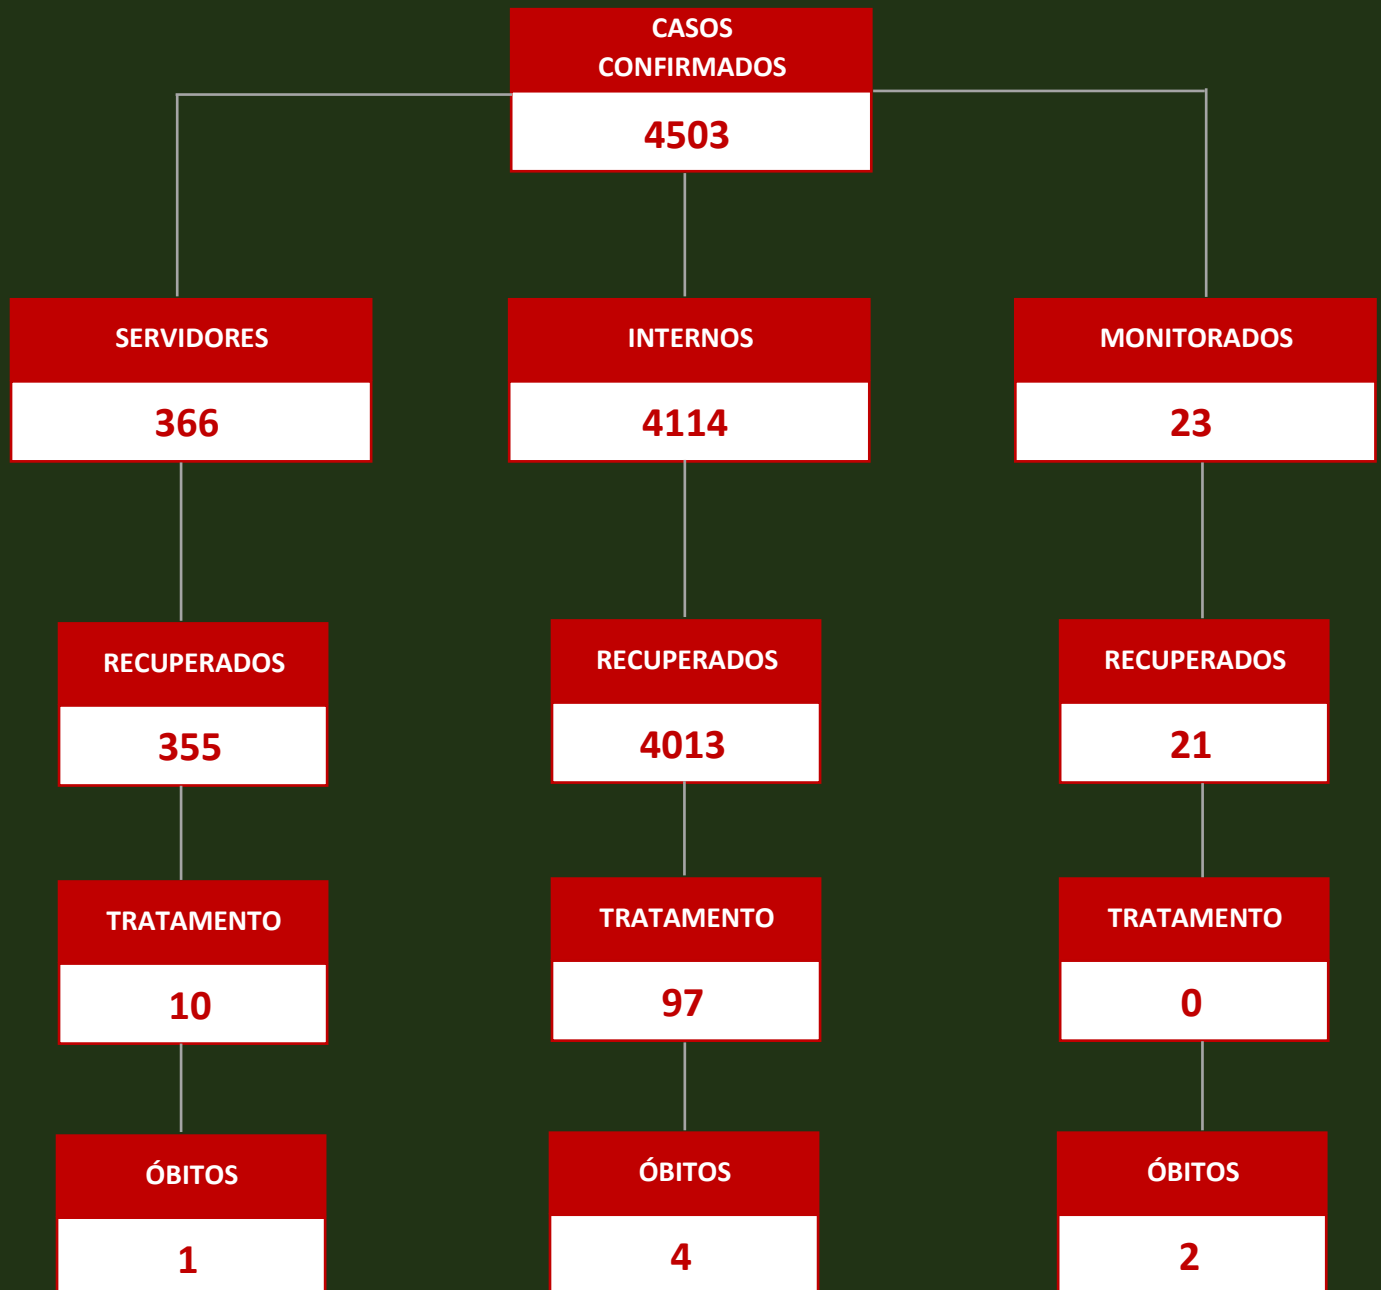 CASOS
CONFIRMADOS
4503
SERVIDORES
366
INTERNOS
4114
MONITORADOS
23
RECUPERADOS
355
RECUPERADOS
4013
RECUPERADOS
21
TRATAMENTO
10
TRATAMENTO
97
TRATAMENTO
0
ÓBITOS
1
ÓBITOS
4
ÓBITOS
2